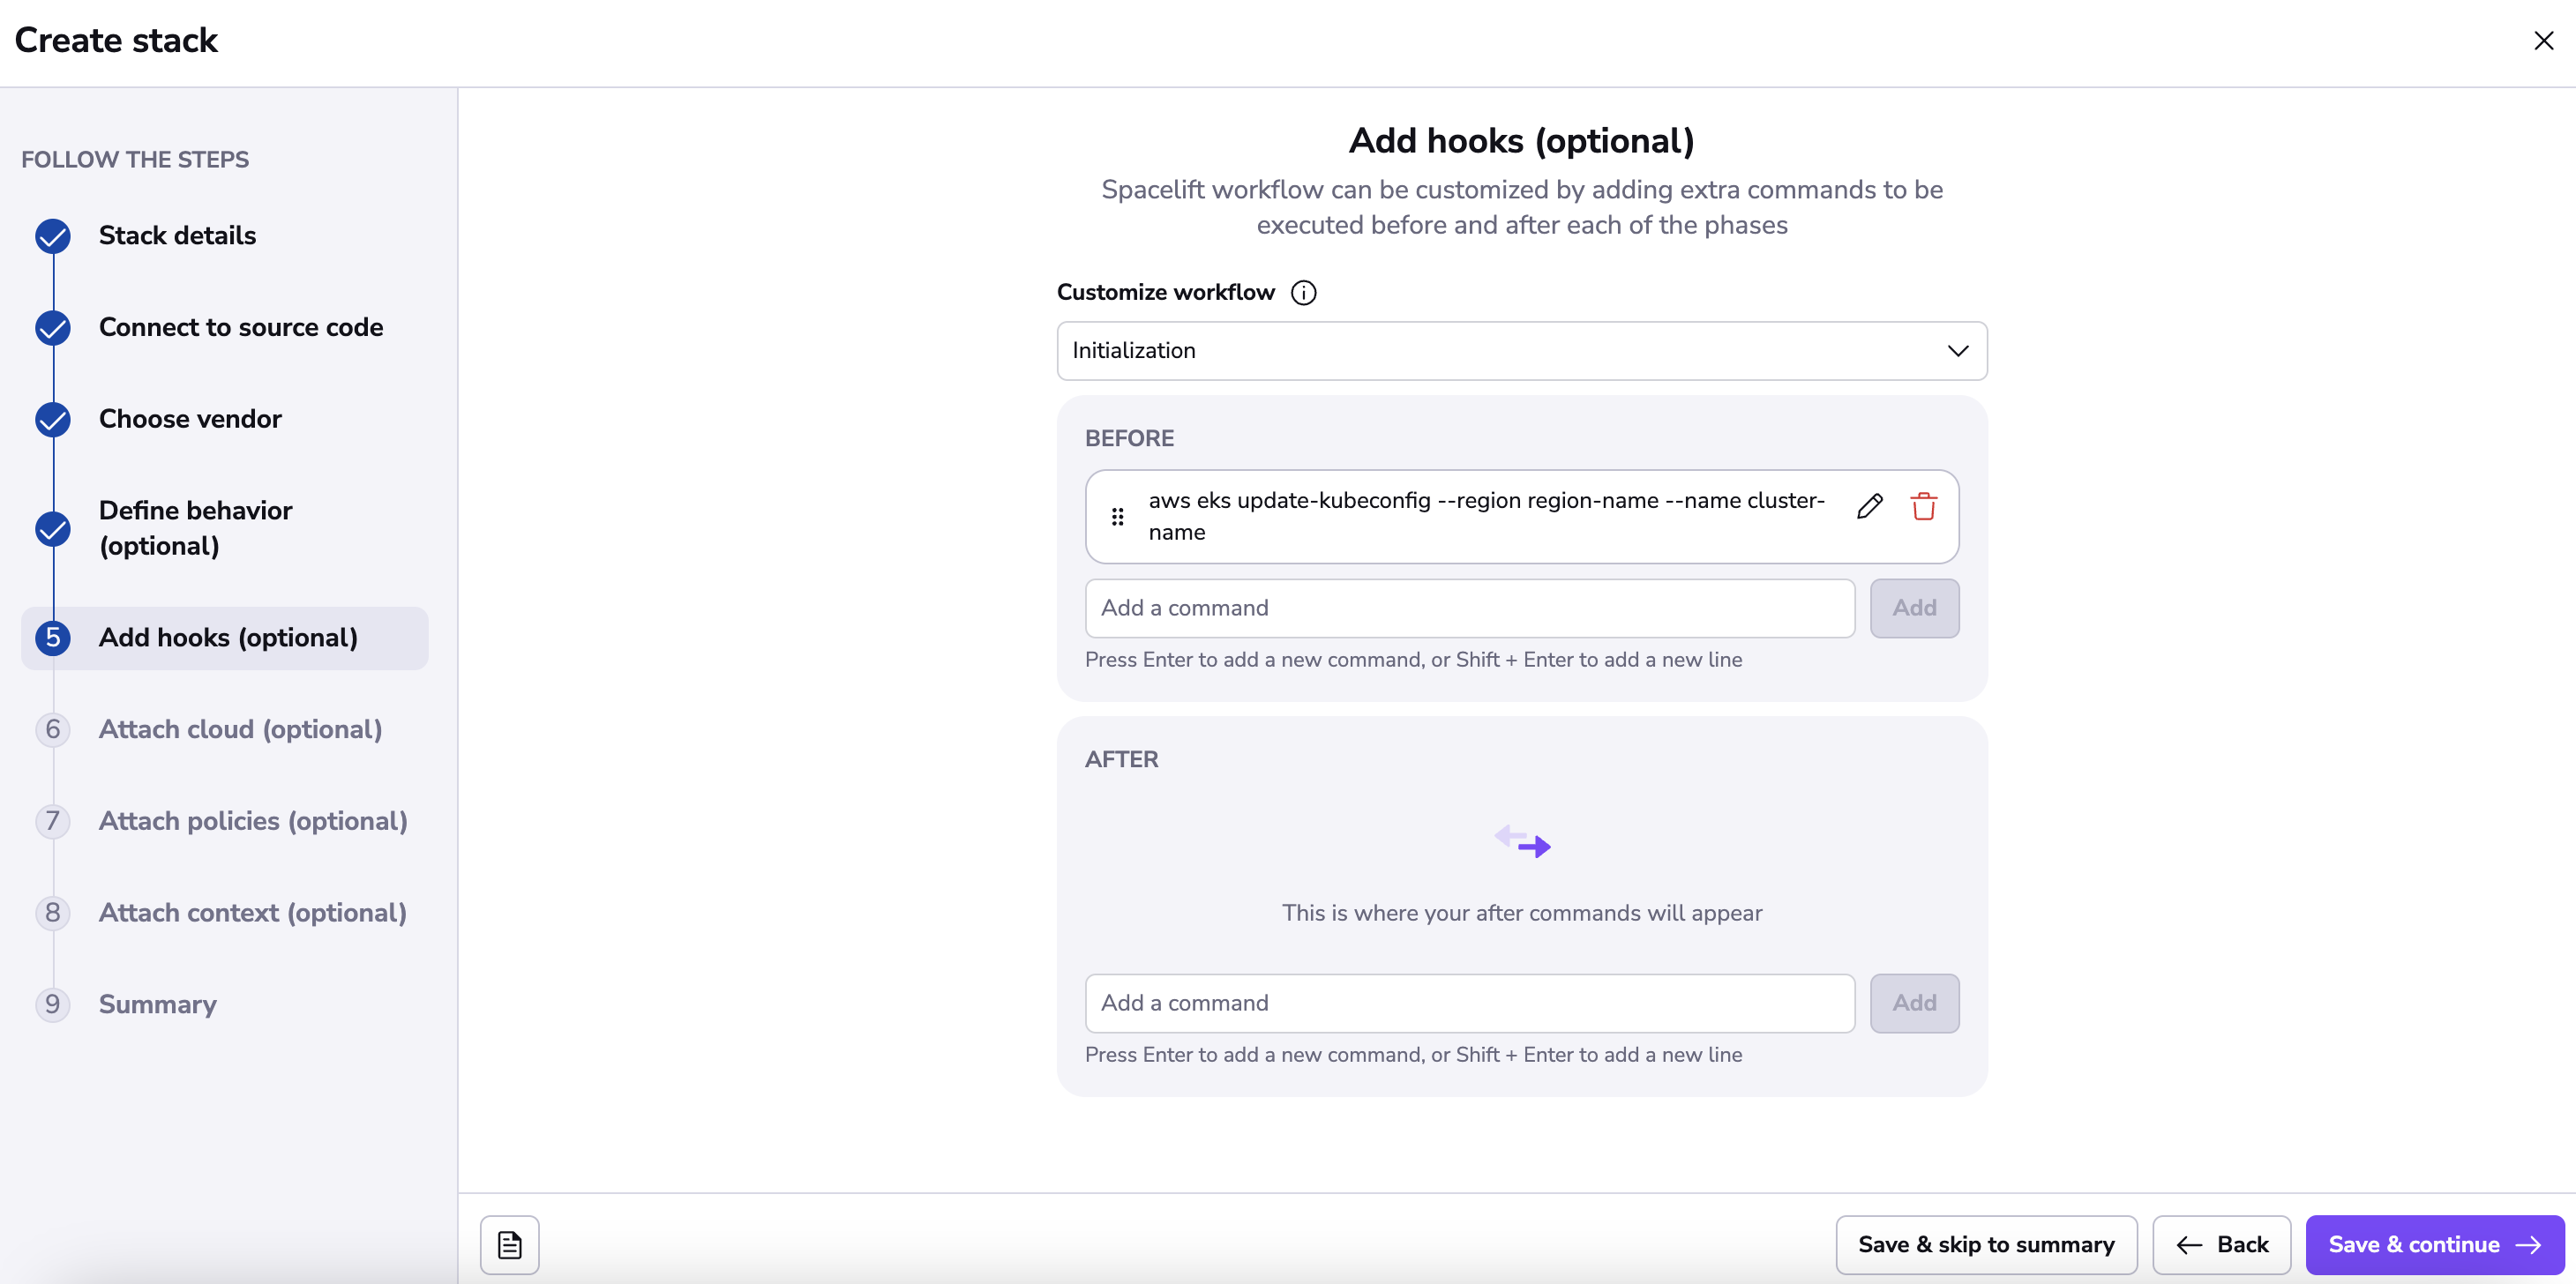 Create stack
FOLLOW THE STEPS
Stack details
Connect to source code
Choose vendor
Define behavior
(optional)
5 Add hooks (optional)
6 Attach cloud (optional)
7 Attach policies (optional)
8 Attach context (optional)
9 Summary
Add hooks (optional)
Spacelift workflow can be customized by adding extra commands to be
executed before and after each of the phases
Customize workflow
Initialization
BEFORE
aws eks update-kubeconfig --region region-name --name cluster-
name
Add a command Add
Press Enter to add a new command, or Shift + Enter to add a new line
AFTER
This is where your after commands will appear
Add a command Add
Press Enter to add a new command, or Shift + Enter to add a new line
Save & skip to summary Back Save & continue